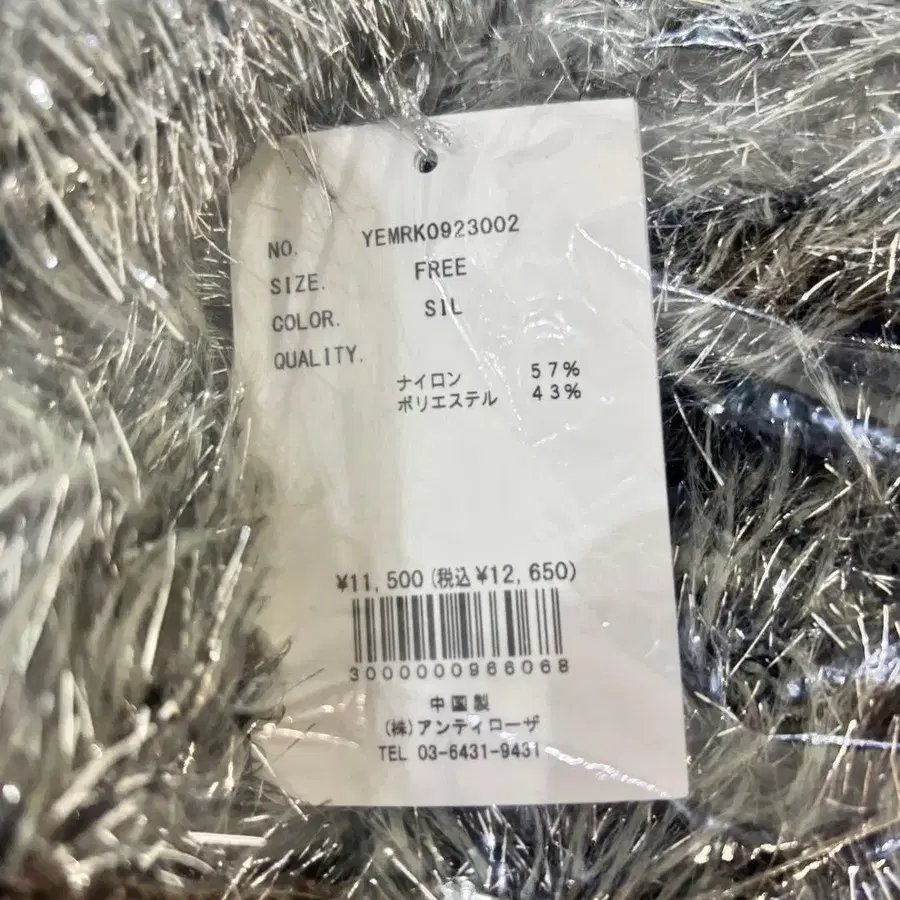 NO. YEMRK0923002
SIZE. FREE
COLOR. SIL
QUALITY.
ナイロン 57%
ポリエステル 43%
¥11,500(税込¥12,650)
3000000966068
中国製
(株)アンティローザ
TEL 03-6431-9431